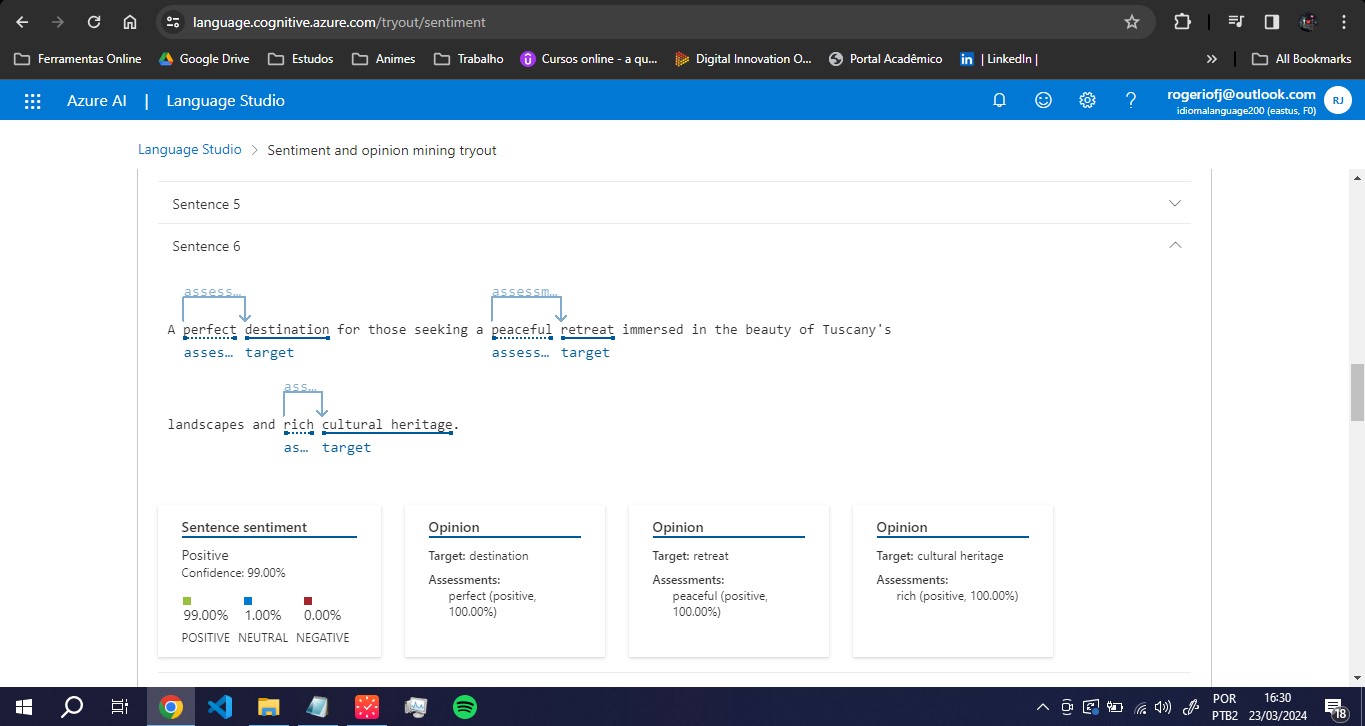 language.cognitive.azure.com/tryout/sentiment
Ferramentas Online Google Drive Estudos Animes Trabalho Cursos online - a qu... Digital Innovation O... Portal Acadêmico | LinkedIn | » All Bookmarks
Azure AI | Language Studio
rogeriofj@outlook.com
idiomalanguage200 (eastus, F0)
RJ
Language Studio > Sentiment and opinion mining tryout
Sentence 5
Sentence 6
assess... assessm...
A perfect destination for those seeking a peaceful retreat immersed in the beauty of Tuscany's
asses... target assess... target
ass...
landscapes and rich cultural heritage.
as... target
Sentence sentiment
Positive
Confidence: 99.00%
99.00% 1.00% 0.00%
POSITIVE NEUTRAL NEGATIVE
Opinion
Target: destination
Assessments:
perfect (positive,
100.00%)
Opinion
Target: retreat
Assessments:
peaceful (positive,
100.00%)
Opinion
Target: cultural heritage
Assessments:
rich (positive, 100.00%)
POR
PTB2
16:30
23/03/2024
18